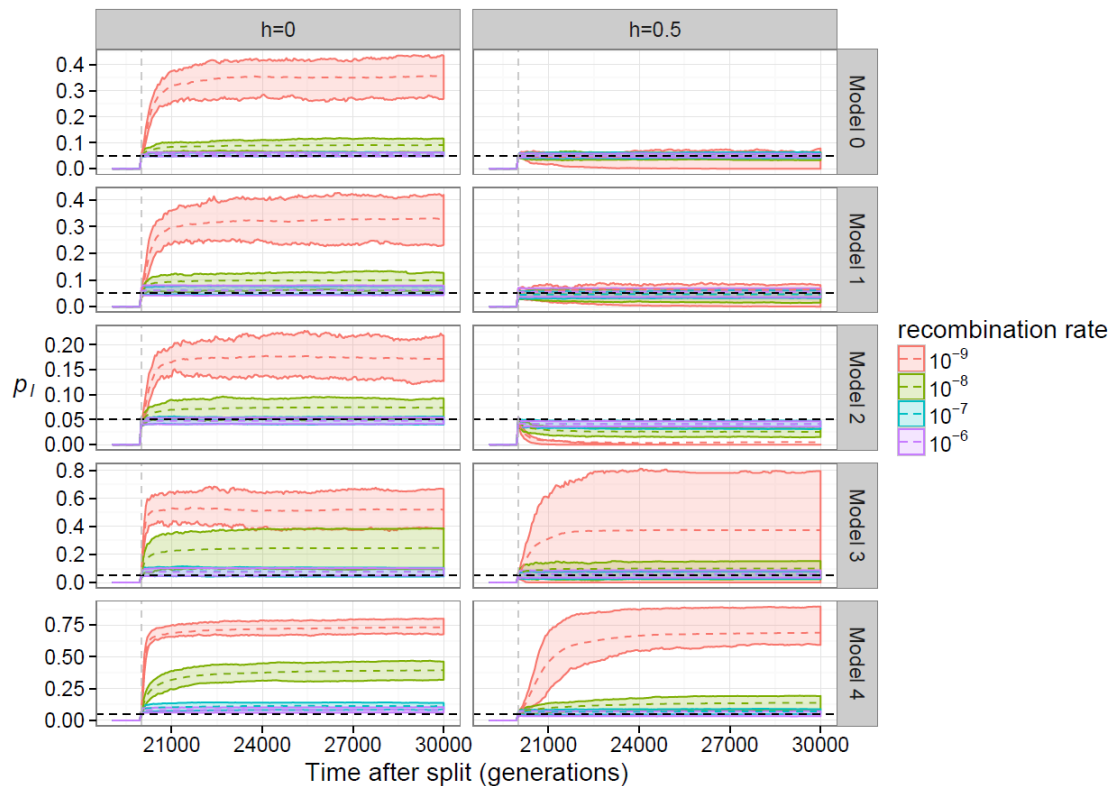 h=0
h=0.5
0.4
0.3
0.2
0.1
0.0
Model 0
0.4
0.3
0.2
0.1
0.0
Model 1
0.20
0.15
0.10
0.05
0.00
Model 2
0.8
0.6
0.4
0.2
0.0
Model 3
0.75
0.50
0.25
0.00
Model 4
p_l
21000 24000 27000 30000
21000 24000 27000 30000
Time after split (generations)
recombination rate
10⁻⁹
10⁻⁸
10⁻⁷
10⁻⁶